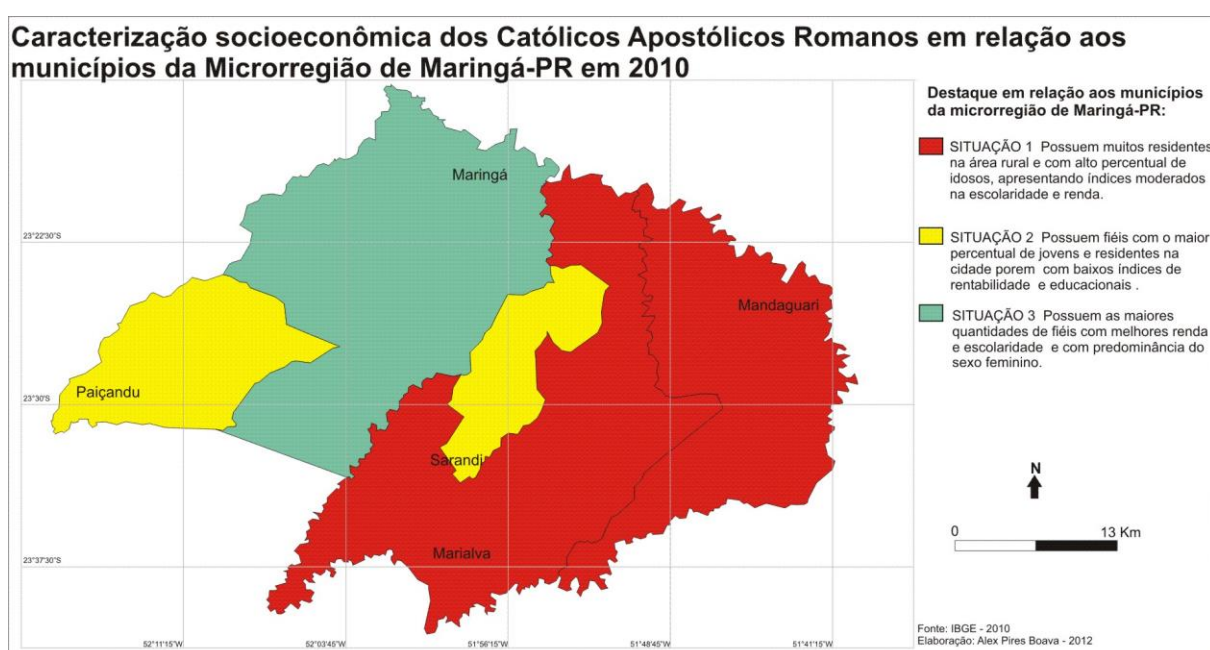 Caracterização socioeconômica dos Católicos Apostólicos Romanos em relação aos
municípios da Microrregião de Maringá-PR em 2010
Destaque em relação aos municípios
da microrregião de Maringá-PR:
SITUAÇÃO 1 Possuem muitos residentes
na área rural e com alto percentual de
idosos, apresentando índices moderados
na escolaridade e renda.
SITUAÇÃO 2 Possuem fiéis com o maior
percentual de jovens e residentes na
cidade porem com baixos índices de
rentabilidade e educacionais .
SITUAÇÃO 3 Possuem as maiores
quantidades de fiéis com melhores renda
e escolaridade e com predominância do
sexo feminino.
Maringá
23°22'30"S
Mandaguari
Paiçandu
23°30'S
Sarandi
Marialva
23°37'30"S
52°11'15"W
52°03'45"W
51°56'15"W
51°48'45"W
51°41'15"W
N
0
13 Km
Fonte: IBGE - 2010
Elaboração: Alex Pires Boava - 2012